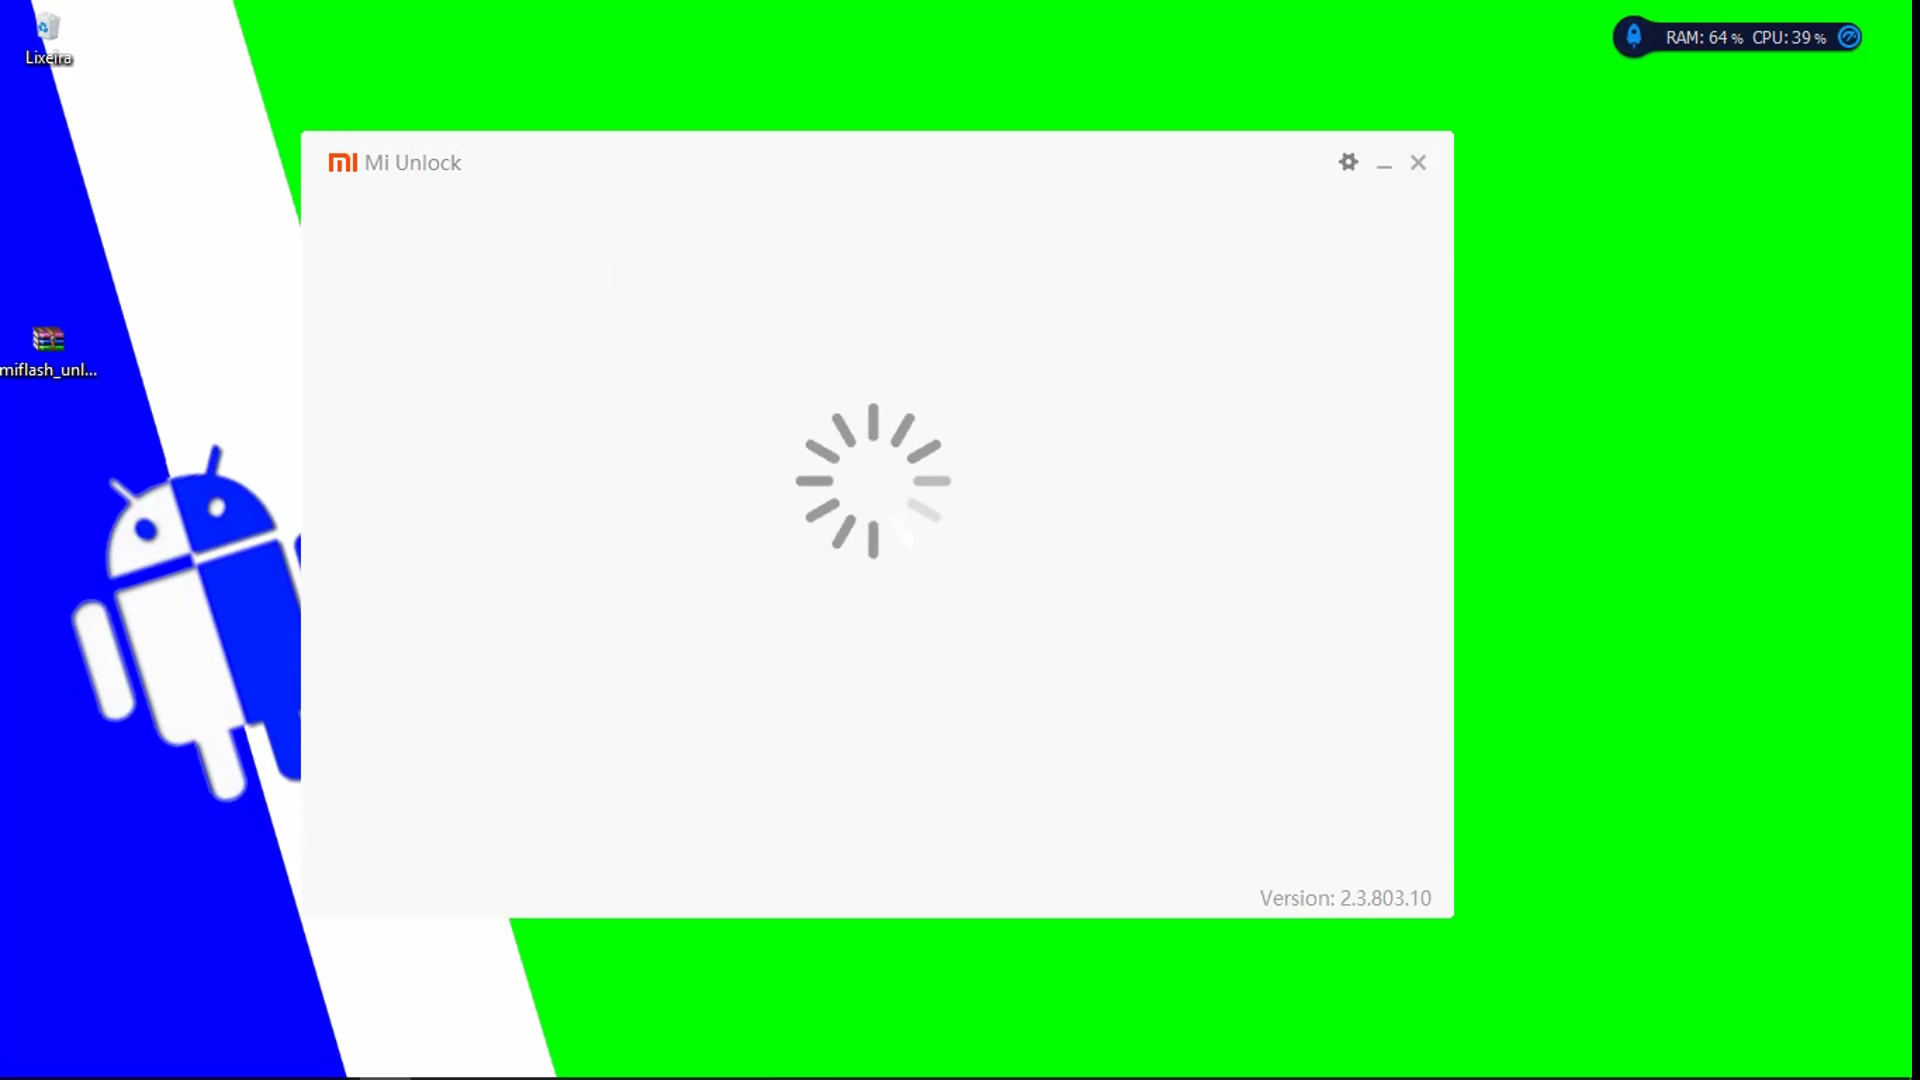 Lixeira
RAM: 64 % CPU: 39 %
Mi Unlock
miflash_unl...
Version: 2.3.803.10